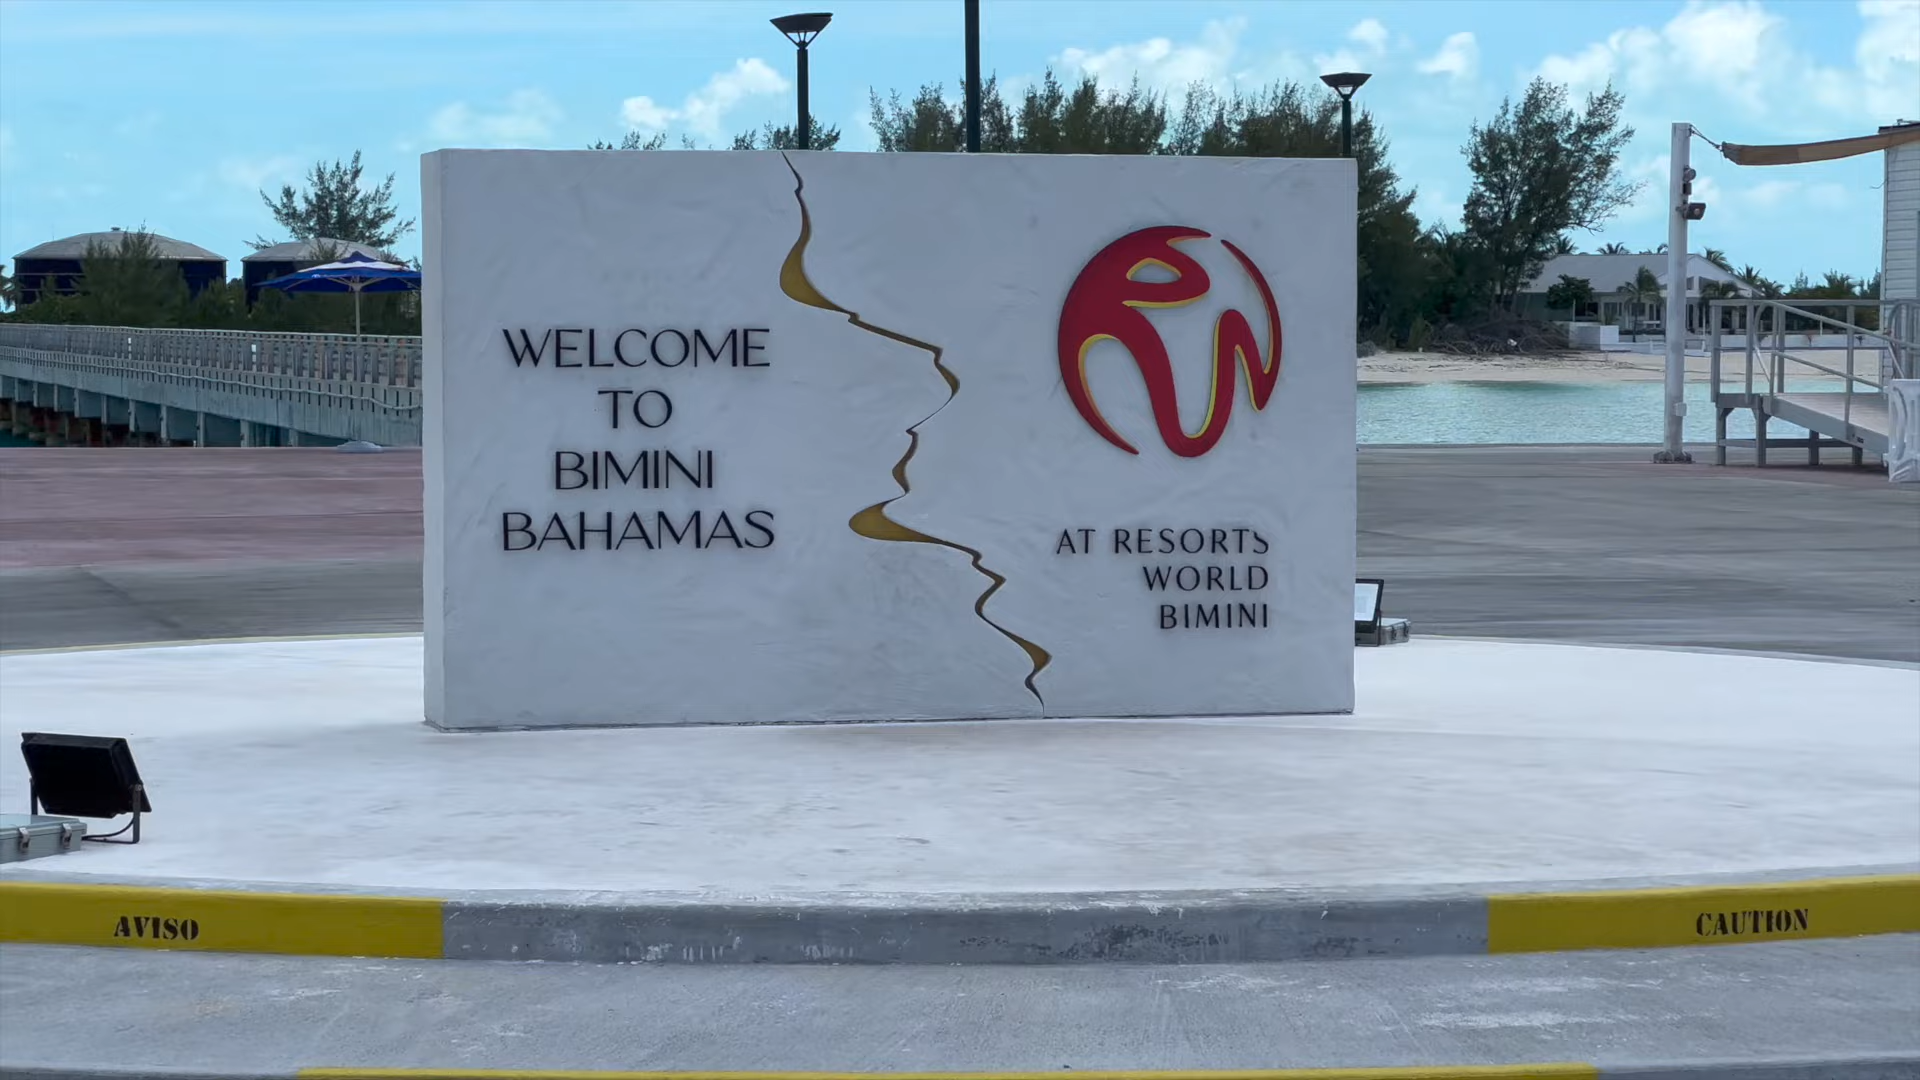 WELCOME
TO
BIMINI
BAHAMAS
AT RESORTS
WORLD
BIMINI
AVISO
CAUTION